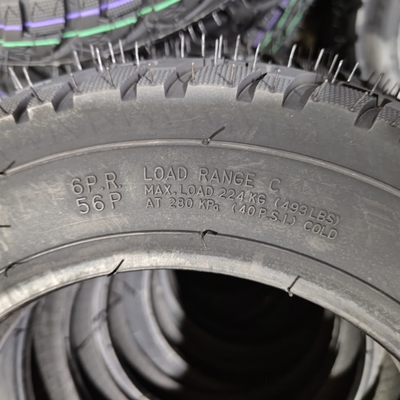 6P.R.
56P
LOAD RANGE C
MAX. LOAD 224 KG (493 LBS)
AT 280 KPa (40 P.S.I.) COLD